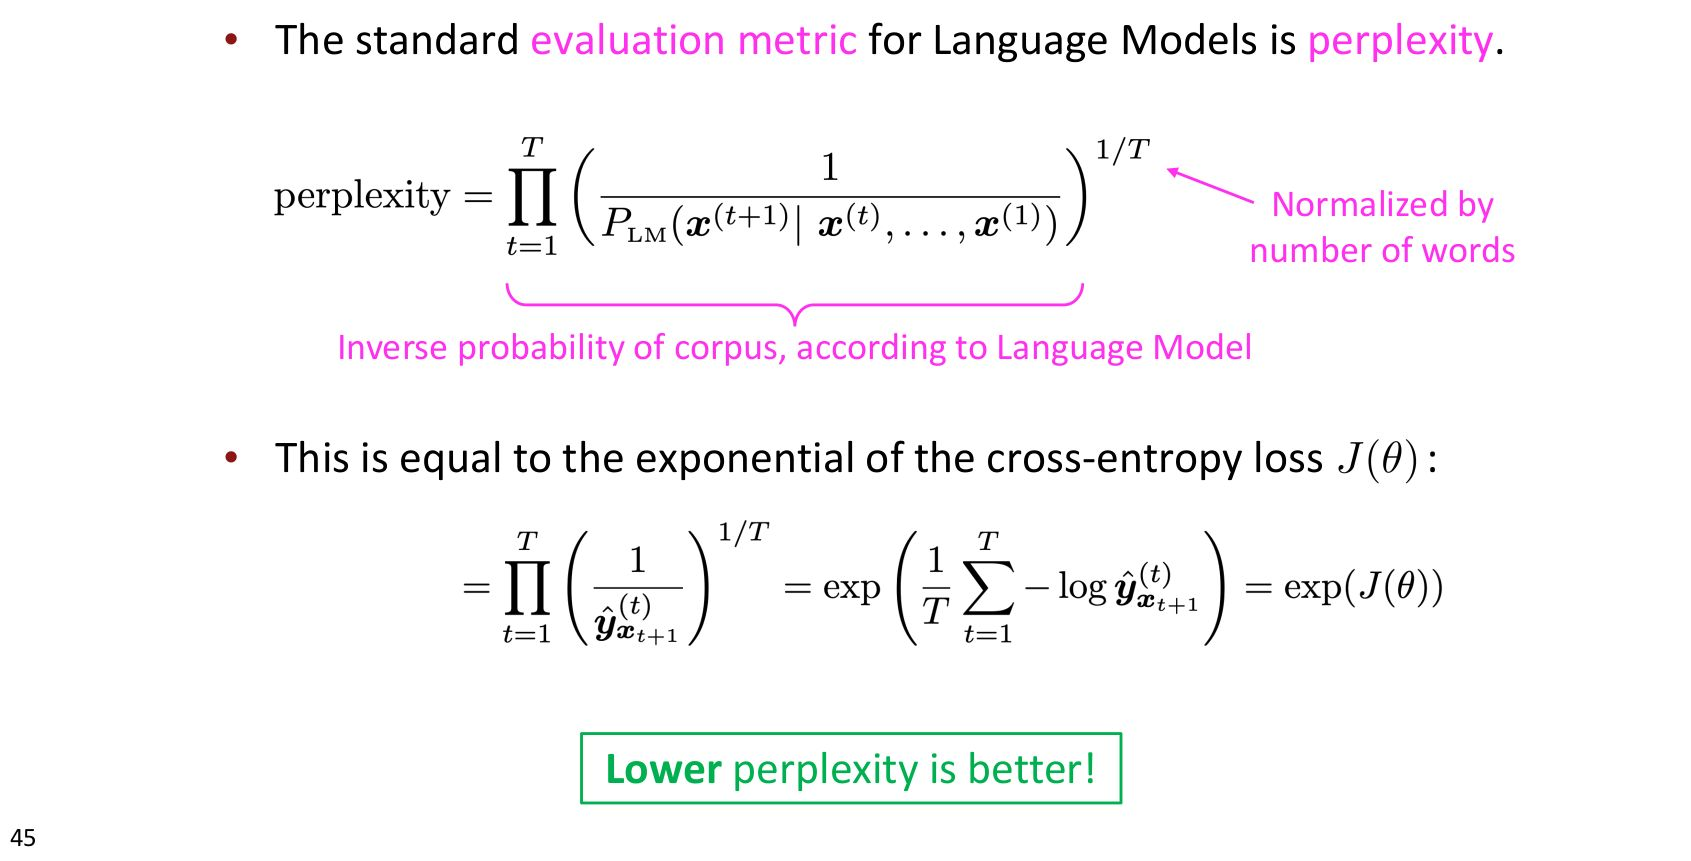 • The standard evaluation metric for Language Models is perplexity.
perplexity = \prod_{t=1}^{T} \left( \frac{1}{P_{\text{LM}}(\boldsymbol{x}^{(t+1)} | \boldsymbol{x}^{(t)}, \ldots, \boldsymbol{x}^{(1)})} \right)^{1/T}
Normalized by
number of words
Inverse probability of corpus, according to Language Model
• This is equal to the exponential of the cross-entropy loss J(θ):
= \prod_{t=1}^{T} \left( \frac{1}{\hat{\boldsymbol{y}}^{(t)}_{\boldsymbol{x}_{t+1}}} \right)^{1/T} = \exp \left( \frac{1}{T} \sum_{t=1}^{T} -\log \hat{\boldsymbol{y}}^{(t)}_{\boldsymbol{x}_{t+1}} \right) = \exp(J(\theta))
Lower perplexity is better!
45